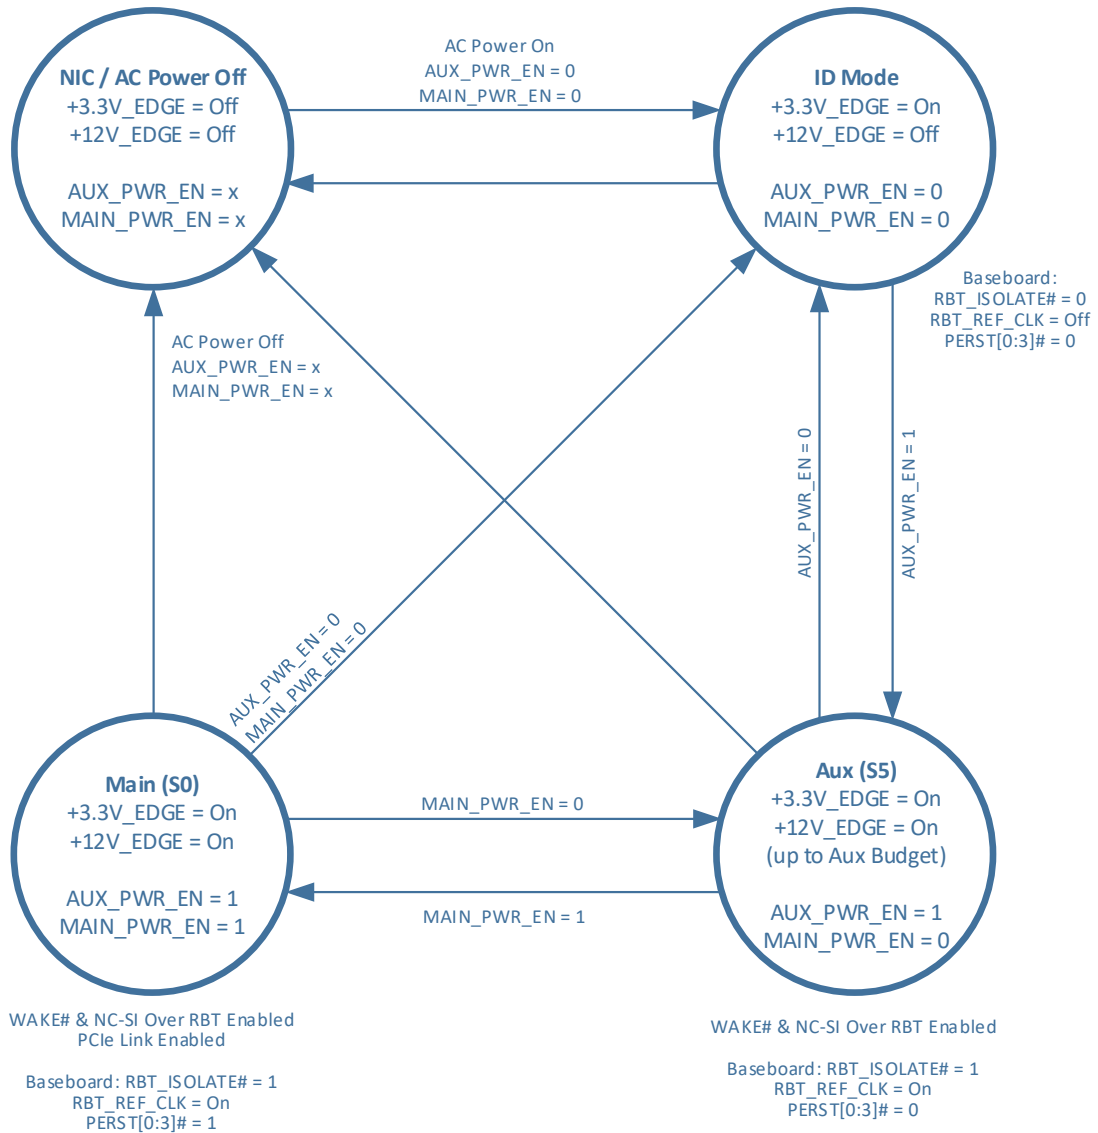 NIC / AC Power Off
+3.3V_EDGE = Off
+12V_EDGE = Off
AUX_PWR_EN = x
MAIN_PWR_EN = x
AC Power On
AUX_PWR_EN = 0
MAIN_PWR_EN = 0
ID Mode
+3.3V_EDGE = On
+12V_EDGE = Off
AUX_PWR_EN = 0
MAIN_PWR_EN = 0
Baseboard:
RBT_ISOLATE# = 0
RBT_REF_CLK = Off
PERST[0:3]# = 0
AC Power Off
AUX_PWR_EN = x
MAIN_PWR_EN = x
AUX_PWR_EN = 0
AUX_PWR_EN = 1
AUX_PWR_EN = 0
MAIN_PWR_EN = 0
Main (S0)
+3.3V_EDGE = On
+12V_EDGE = On
AUX_PWR_EN = 1
MAIN_PWR_EN = 1
MAIN_PWR_EN = 0
MAIN_PWR_EN = 1
Aux (S5)
+3.3V_EDGE = On
+12V_EDGE = On
(up to Aux Budget)
AUX_PWR_EN = 1
MAIN_PWR_EN = 0
WAKE# & NC-SI Over RBT Enabled
PCIe Link Enabled
Baseboard: RBT_ISOLATE# = 1
RBT_REF_CLK = On
PERST[0:3]# = 1
WAKE# & NC-SI Over RBT Enabled
Baseboard: RBT_ISOLATE# = 1
RBT_REF_CLK = On
PERST[0:3]# = 0